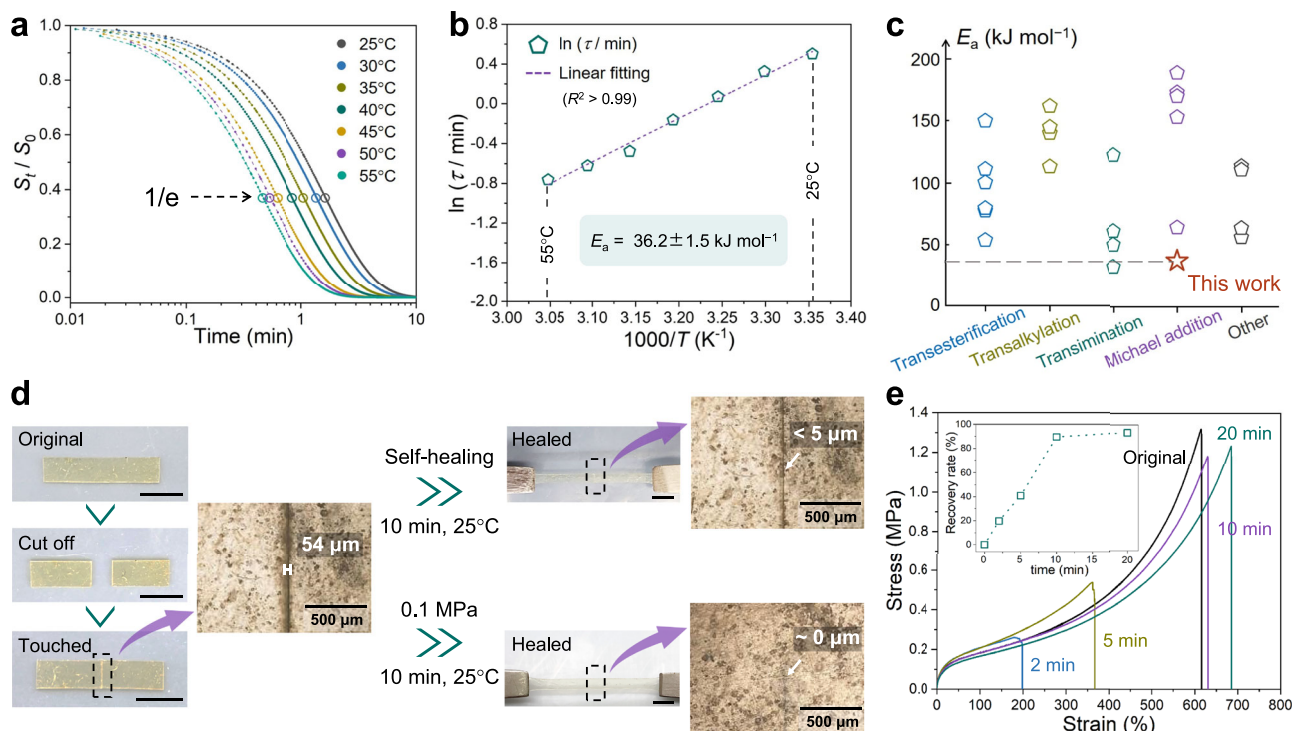 a
S_t / S_0
1.0
0.8
0.6
0.4
0.2
0.0
1/e
25°C
30°C
35°C
40°C
45°C
50°C
55°C
0.01
0.1
1
10
Time (min)
b
ln (τ / min)
0.8
0.4
0.0
-0.4
-0.8
-1.2
-1.6
-2.0
ln (τ / min)
Linear fitting
(R² > 0.99)
55°C
25°C
E_a = 36.2±1.5 kJ mol⁻¹
3.05
3.10
3.15
3.20
3.25
3.30
3.35
3.40
1000/T (K⁻¹)
c
E_a (kJ mol⁻¹)
200
150
100
50
0
This work
Transesterification
Transalkylation
Transimination
Michael addition
Other
d
Original
Cut off
Touched
54 µm
500 µm
Self-healing
10 min, 25°C
0.1 MPa
10 min, 25°C
Healed
< 5 µm
500 µm
Healed
~ 0 µm
500 µm
e
Stress (MPa)
1.4
1.2
1.0
0.8
0.6
0.4
0.2
0.0
Recovery rate (%)
100
80
60
40
20
0
0
5
10
15
20
time (min)
Original
20 min
10 min
5 min
2 min
0
100
200
300
400
500
600
700
800
Strain (%)